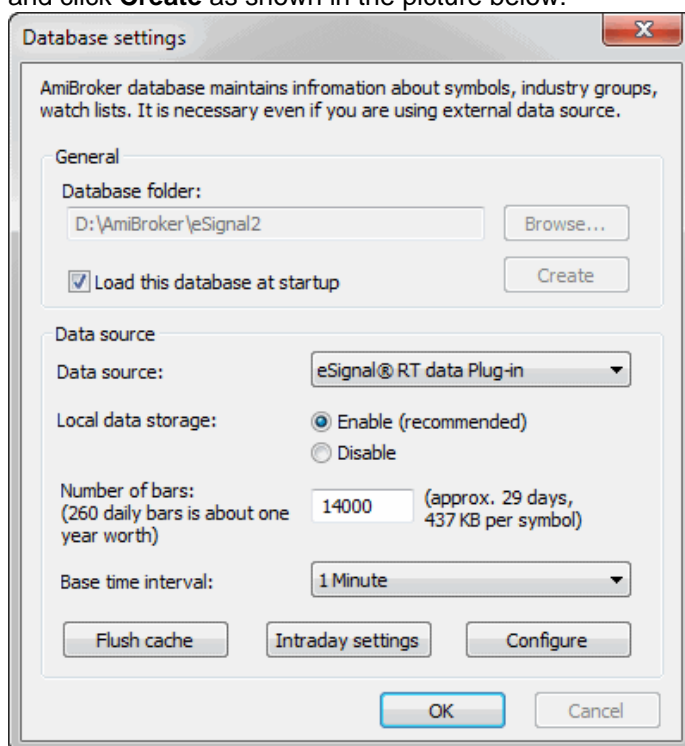 and click Create as shown in the picture below.
Database settings
AmiBroker database maintains infromation about symbols, industry groups,
watch lists. It is necessary even if you are using external data source.
General
Database folder:
D:\AmiBroker\eSignal2
Browse...
Load this database at startup
Create
Data source
Data source:
eSignal® RT data Plug-in
Local data storage:
Enable (recommended)
Disable
Number of bars:
(260 daily bars is about one
year worth)
14000
(approx. 29 days,
437 KB per symbol)
Base time interval:
1 Minute
Flush cache
Intraday settings
Configure
OK
Cancel